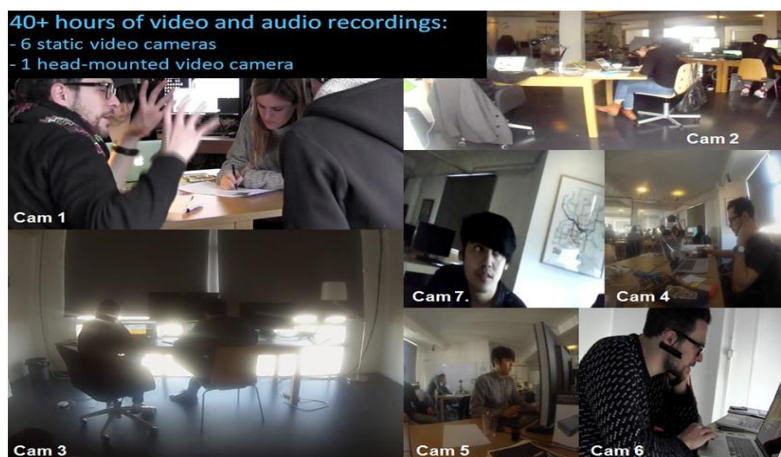 40+ hours of video and audio recordings:
- 6 static video cameras
- 1 head-mounted video camera
Cam 1
Cam 2
Cam 7.
Cam 4
Cam 3
Cam 5
Cam 6